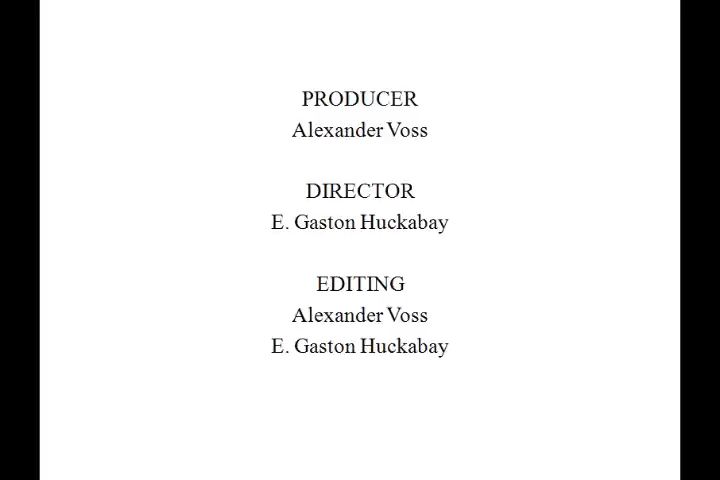 PRODUCER
Alexander Voss
DIRECTOR
E. Gaston Huckabay
EDITING
Alexander Voss
E. Gaston Huckabay